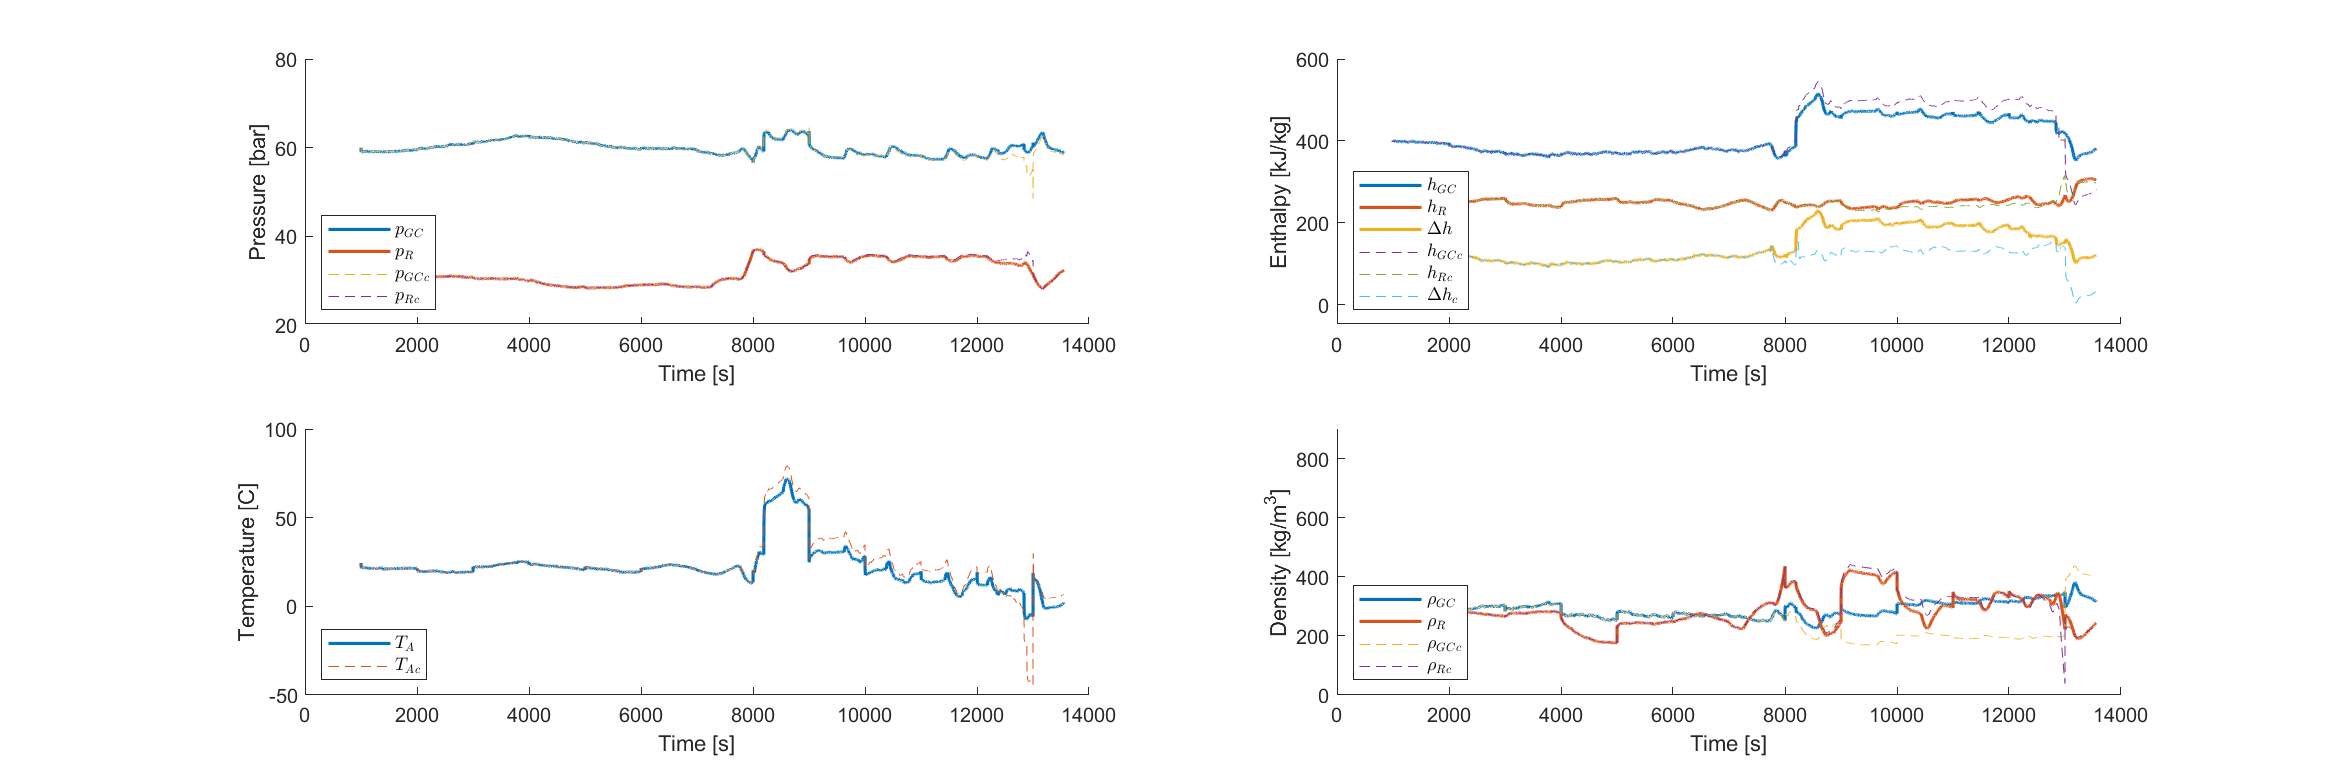 80
60
40
20
Pressure [bar]
p_GC
p_R
p_GCc
p_Rc
0 2000 4000 6000 8000 10000 12000 14000
Time [s]
600
400
200
0
Enthalpy [kJ/kg]
h_GC
h_R
Δh
h_GCc
h_Rc
Δh_c
0 2000 4000 6000 8000 10000 12000 14000
Time [s]
100
50
0
-50
Temperature [C]
T_A
T_Ac
0 2000 4000 6000 8000 10000 12000 14000
Time [s]
800
600
400
200
0
Density [kg/m³]
ρ_GC
ρ_R
ρ_GCc
ρ_Rc
0 2000 4000 6000 8000 10000 12000 14000
Time [s]